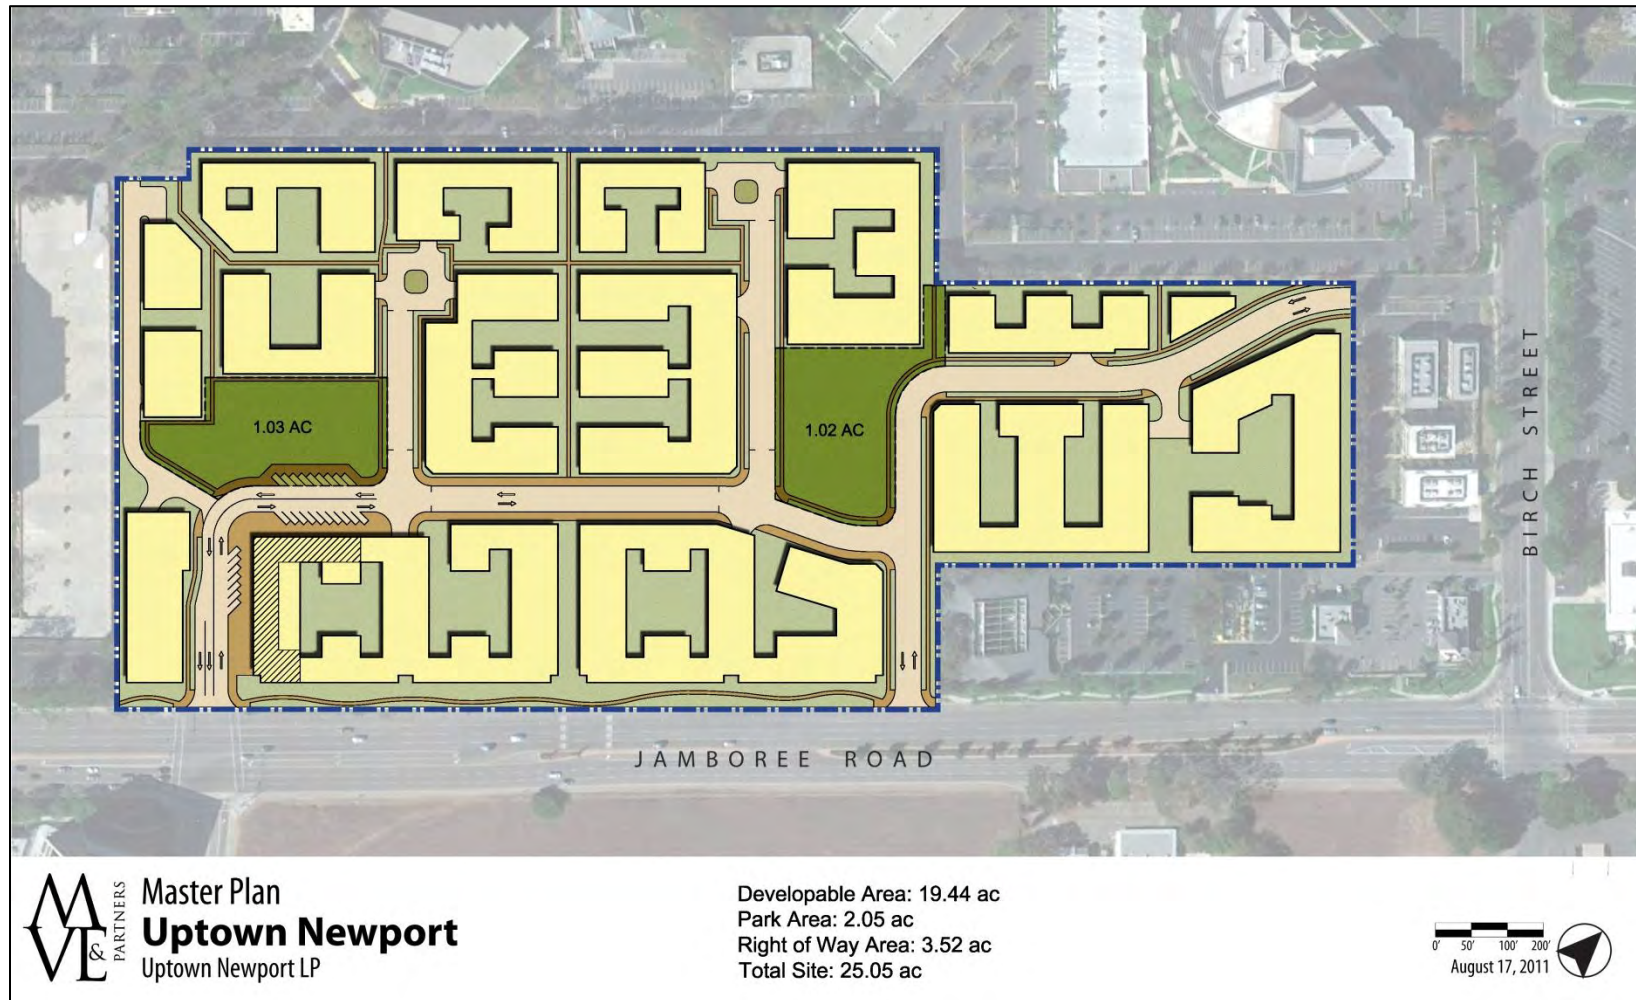 1.03 AC
1.02 AC
BIRCH STREET
JAMBOREE ROAD
MVE& PARTNERS
Master Plan
Uptown Newport
Uptown Newport LP
Developable Area: 19.44 ac
Park Area: 2.05 ac
Right of Way Area: 3.52 ac
Total Site: 25.05 ac
0' 50' 100' 200'
August 17, 2011